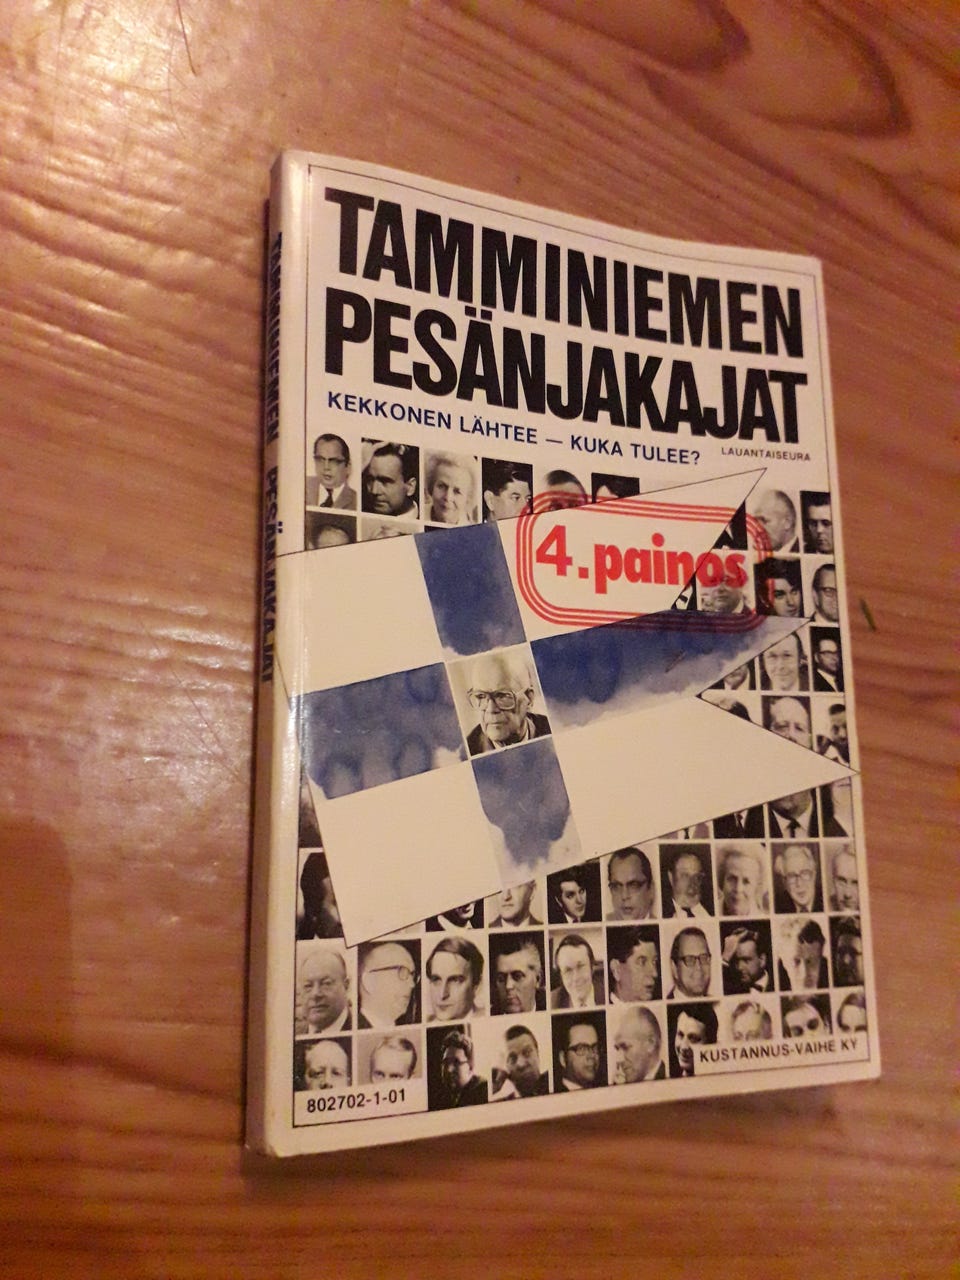 TAMMINIEMEN
PESÄNJAKAJAT
KEKKONEN LÄHTEE — KUKA TULEE?
LAUANTAISEURA
4. painos
KUSTANNUS-VAIHE KY
802702-1-01
TAMMINIEMEN PESÄNJAKAJAT